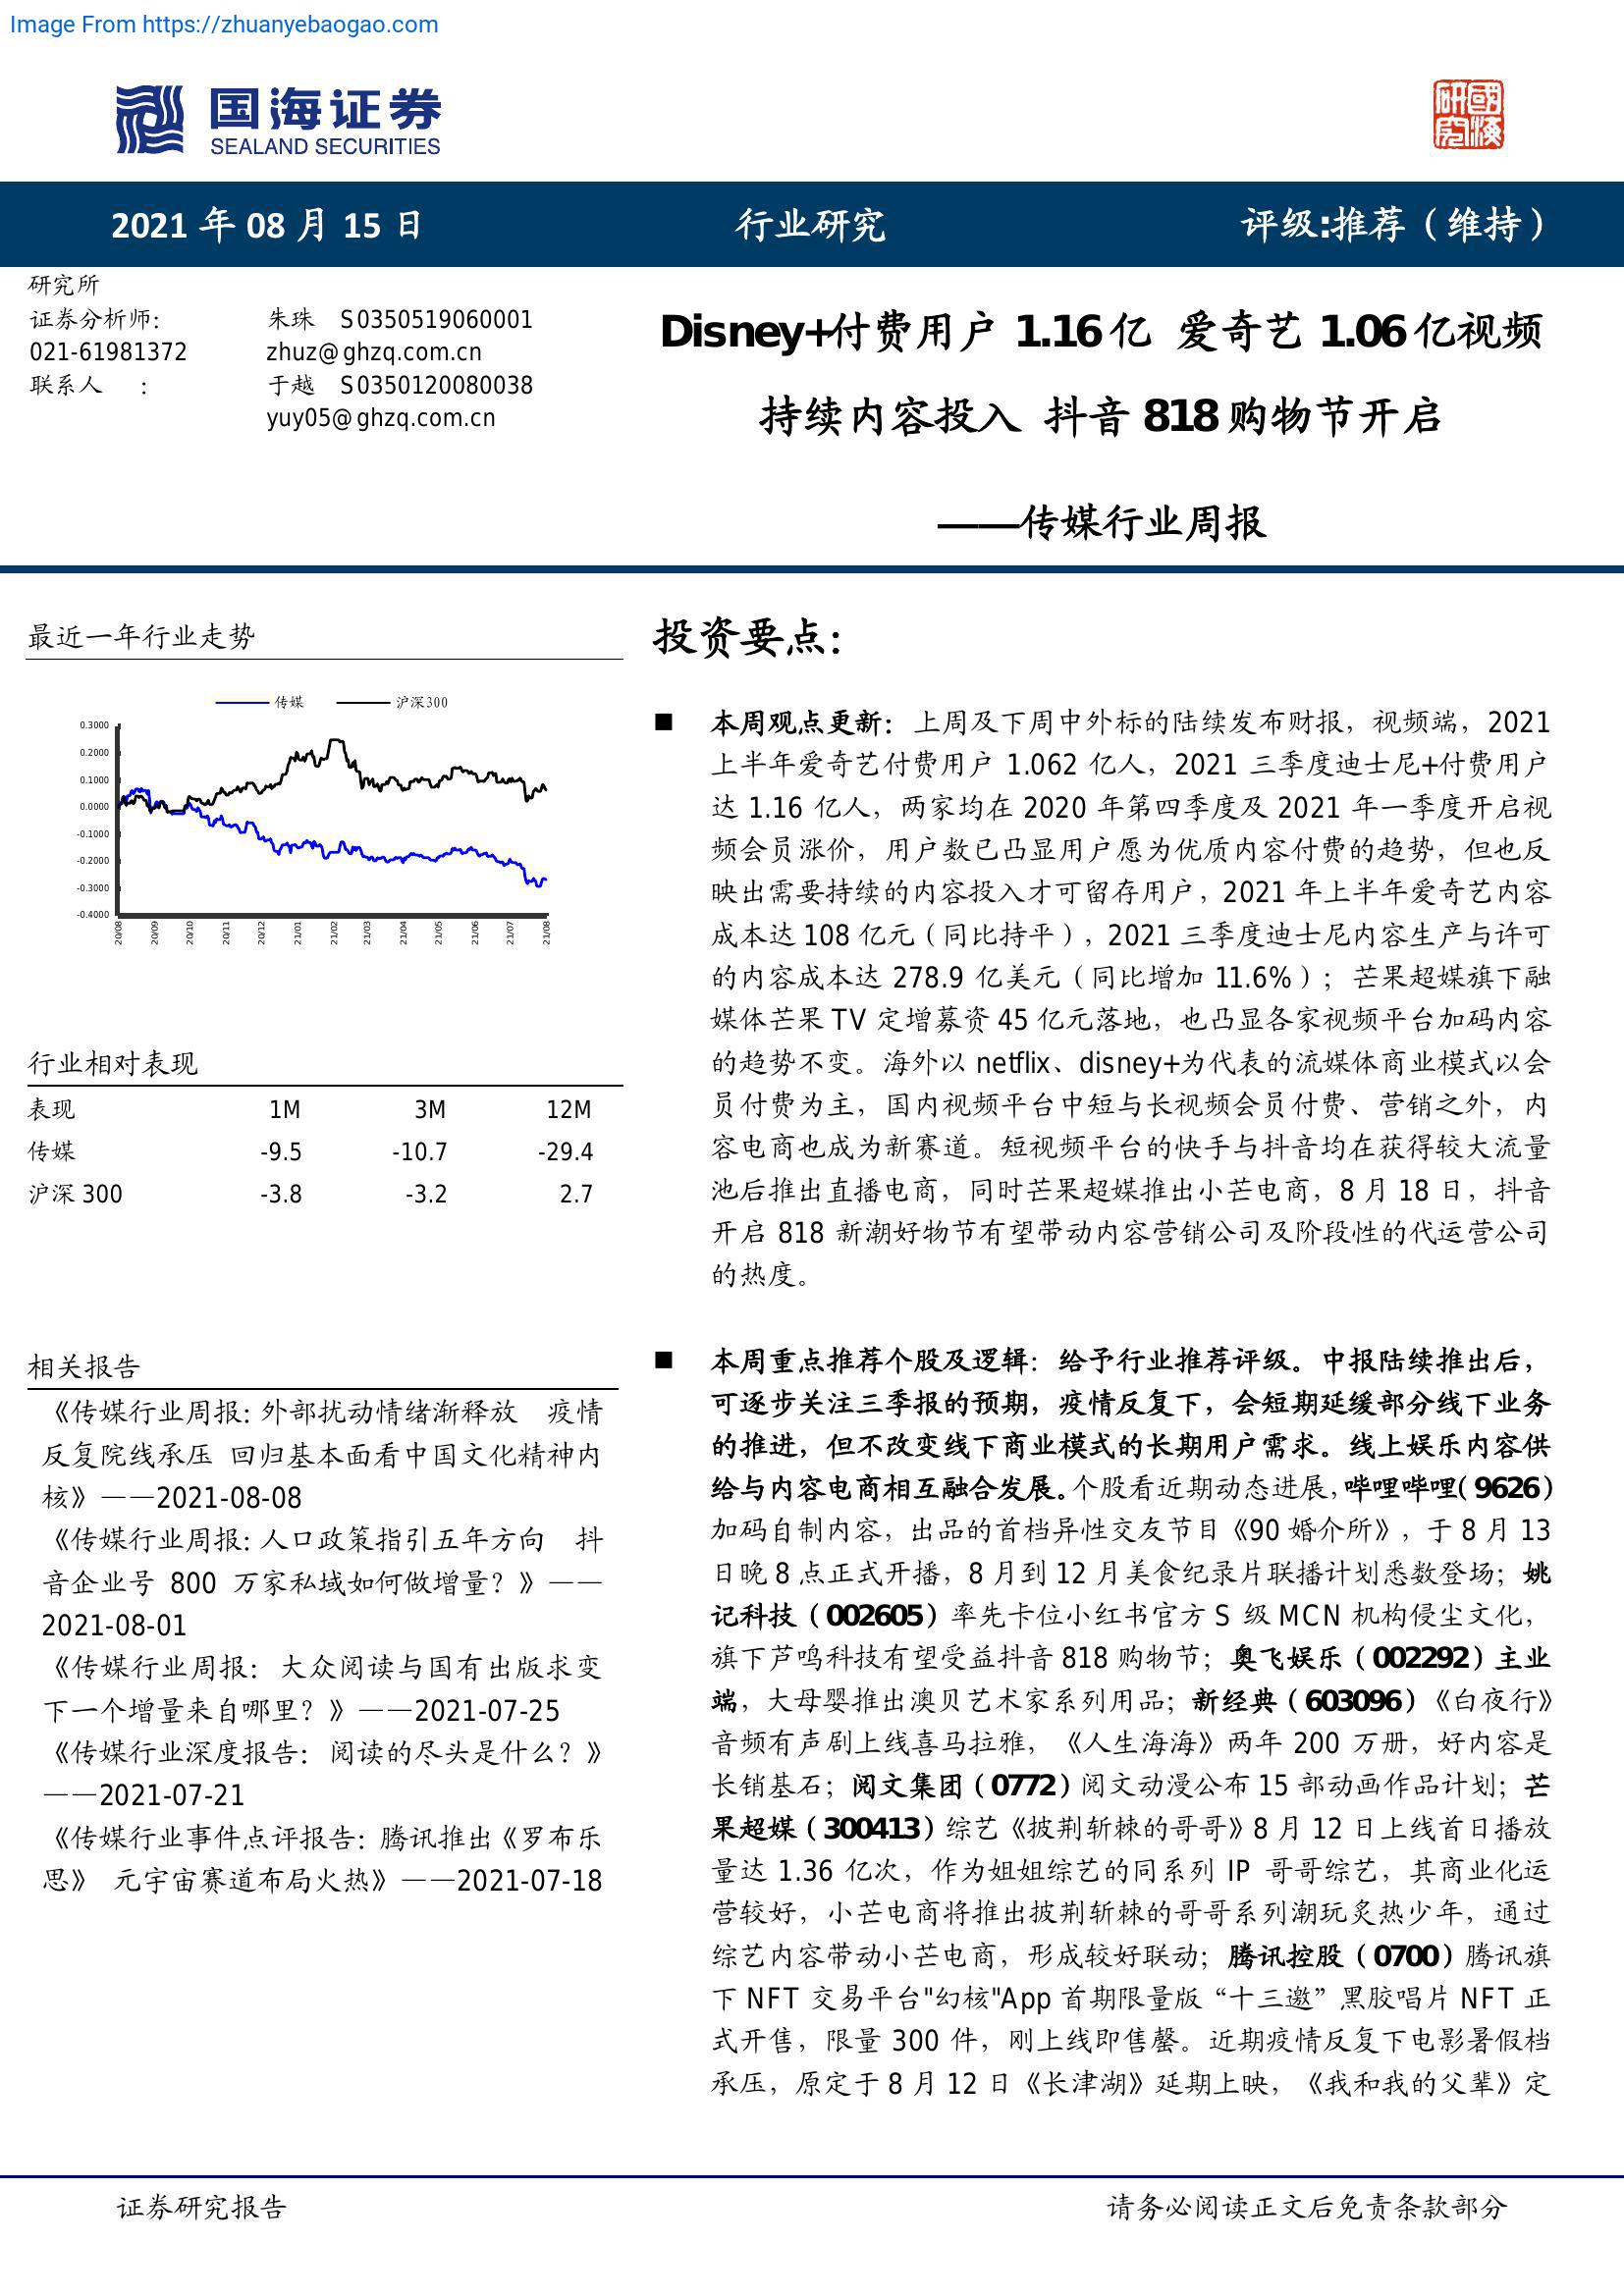 Image From https://zhuanyebaogao.com
国海证券
SEALAND SECURITIES
研國
究海
2021 年 08 月 15 日
行业研究
评级:推荐（维持）
研究所
证券分析师： 朱珠 S0350519060001
021-61981372 zhuz@ghzq.com.cn
联系人 ： 于越 S0350120080038
yuy05@ghzq.com.cn
Disney+付费用户 1.16 亿 爱奇艺 1.06 亿视频
持续内容投入 抖音 818 购物节开启
——传媒行业周报
最近一年行业走势
传媒 沪深300
0.3000
0.2000
0.1000
0.0000
-0.1000
-0.2000
-0.3000
-0.4000
20/08 20/09 20/10 20/11 20/12 21/01 21/02 21/03 21/04 21/05 21/06 21/07 21/08
行业相对表现
表现 1M 3M 12M
传媒 -9.5 -10.7 -29.4
沪深 300 -3.8 -3.2 2.7
相关报告
《传媒行业周报：外部扰动情绪渐释放 疫情
反复院线承压 回归基本面看中国文化精神内
核》——2021-08-08
《传媒行业周报：人口政策指引五年方向 抖
音企业号 800 万家私域如何做增量？》——
2021-08-01
《传媒行业周报：大众阅读与国有出版求变
下一个增量来自哪里？》——2021-07-25
《传媒行业深度报告：阅读的尽头是什么？》
——2021-07-21
《传媒行业事件点评报告：腾讯推出《罗布乐
思》 元宇宙赛道布局火热》——2021-07-18
投资要点：
■ 本周观点更新：上周及下周中外标的陆续发布财报，视频端，2021
上半年爱奇艺付费用户 1.062 亿人，2021 三季度迪士尼+付费用户
达 1.16 亿人，两家均在 2020 年第四季度及 2021 年一季度开启视
频会员涨价，用户数已凸显用户愿为优质内容付费的趋势，但也反
映出需要持续的内容投入才可留存用户，2021 年上半年爱奇艺内容
成本达 108 亿元（同比持平），2021 三季度迪士尼内容生产与许可
的内容成本达 278.9 亿美元（同比增加 11.6%）；芒果超媒旗下融
媒体芒果 TV 定增募资 45 亿元落地，也凸显各家视频平台加码内容
的趋势不变。海外以 netflix、disney+为代表的流媒体商业模式以会
员付费为主，国内视频平台中短与长视频会员付费、营销之外，内
容电商也成为新赛道。短视频平台的快手与抖音均在获得较大流量
池后推出直播电商，同时芒果超媒推出小芒电商，8 月 18 日，抖音
开启 818 新潮好物节有望带动内容营销公司及阶段性的代运营公司
的热度。
■ 本周重点推荐个股及逻辑：给予行业推荐评级。中报陆续推出后，
可逐步关注三季报的预期，疫情反复下，会短期延缓部分线下业务
的推进，但不改变线下商业模式的长期用户需求。线上娱乐内容供
给与内容电商相互融合发展。个股看近期动态进展，哔哩哔哩（9626）
加码自制内容，出品的首档异性交友节目《90 婚介所》，于 8 月 13
日晚 8 点正式开播，8 月到 12 月美食纪录片联播计划悉数登场；姚
记科技（002605）率先卡位小红书官方 S 级 MCN 机构侵尘文化，
旗下芦鸣科技有望受益抖音 818 购物节；奥飞娱乐（002292）主业
端，大母婴推出澳贝艺术家系列用品；新经典（603096）《白夜行》
音频有声剧上线喜马拉雅，《人生海海》两年 200 万册，好内容是
长销基石；阅文集团（0772）阅文动漫公布 15 部动画作品计划；芒
果超媒（300413）综艺《披荆斩棘的哥哥》8 月 12 日上线首日播放
量达 1.36 亿次，作为姐姐综艺的同系列 IP 哥哥综艺，其商业化运
营较好，小芒电商将推出披荆斩棘的哥哥系列潮玩炙热少年，通过
综艺内容带动小芒电商，形成较好联动；腾讯控股（0700）腾讯旗
下 NFT 交易平台"幻核"App 首期限量版“十三邀”黑胶唱片 NFT 正
式开售，限量 300 件，刚上线即售罄。近期疫情反复下电影暑假档
承压，原定于 8 月 12 日《长津湖》延期上映，《我和我的父辈》定
证券研究报告
请务必阅读正文后免责条款部分